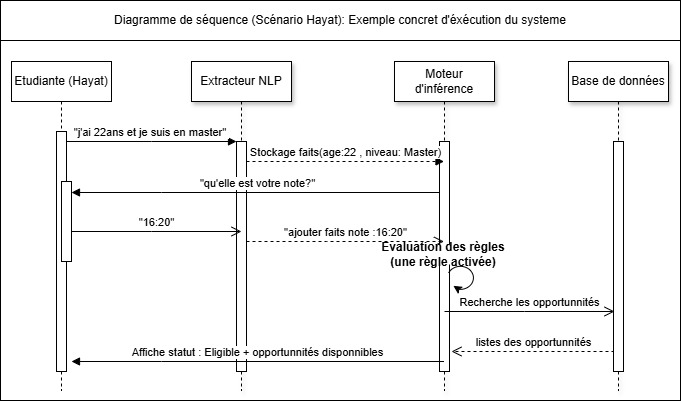 Diagramme de séquence (Scénario Hayat): Exemple concret d'éxécution du systeme
Etudiante (Hayat)
Extracteur NLP
Moteur
d'inférence
Base de données
"j'ai 22ans et je suis en master"
Stockage faits(age:22 , niveau: Master)
"qu'elle est votre note?"
"16:20"
"ajouter faits note :16:20"
Evaluation des règles
(une règle activée)
Recherche les opportunnités
listes des opportunnités
Affiche statut : Eligible + opportunnités disponnibles